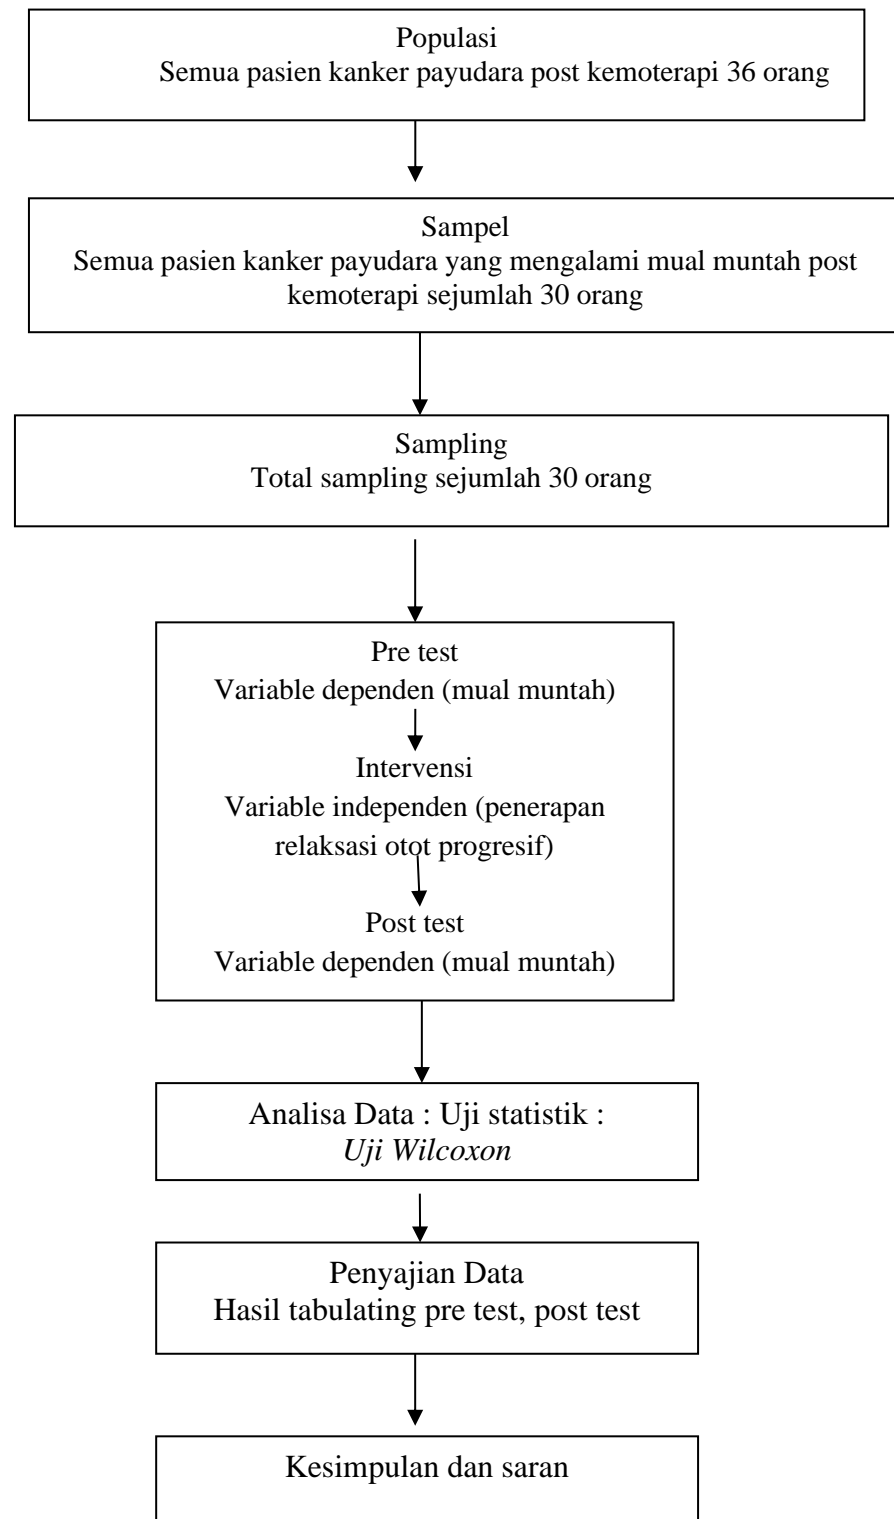 Populasi
Semua pasien kanker payudara post kemoterapi 36 orang
Sampel
Semua pasien kanker payudara yang mengalami mual muntah post
kemoterapi sejumlah 30 orang
Sampling
Total sampling sejumlah 30 orang
Pre test
Variable dependen (mual muntah)
Intervensi
Variable independen (penerapan
relaksasi otot progresif)
Post test
Variable dependen (mual muntah)
Analisa Data : Uji statistik :
Uji Wilcoxon
Penyajian Data
Hasil tabulating pre test, post test
Kesimpulan dan saran